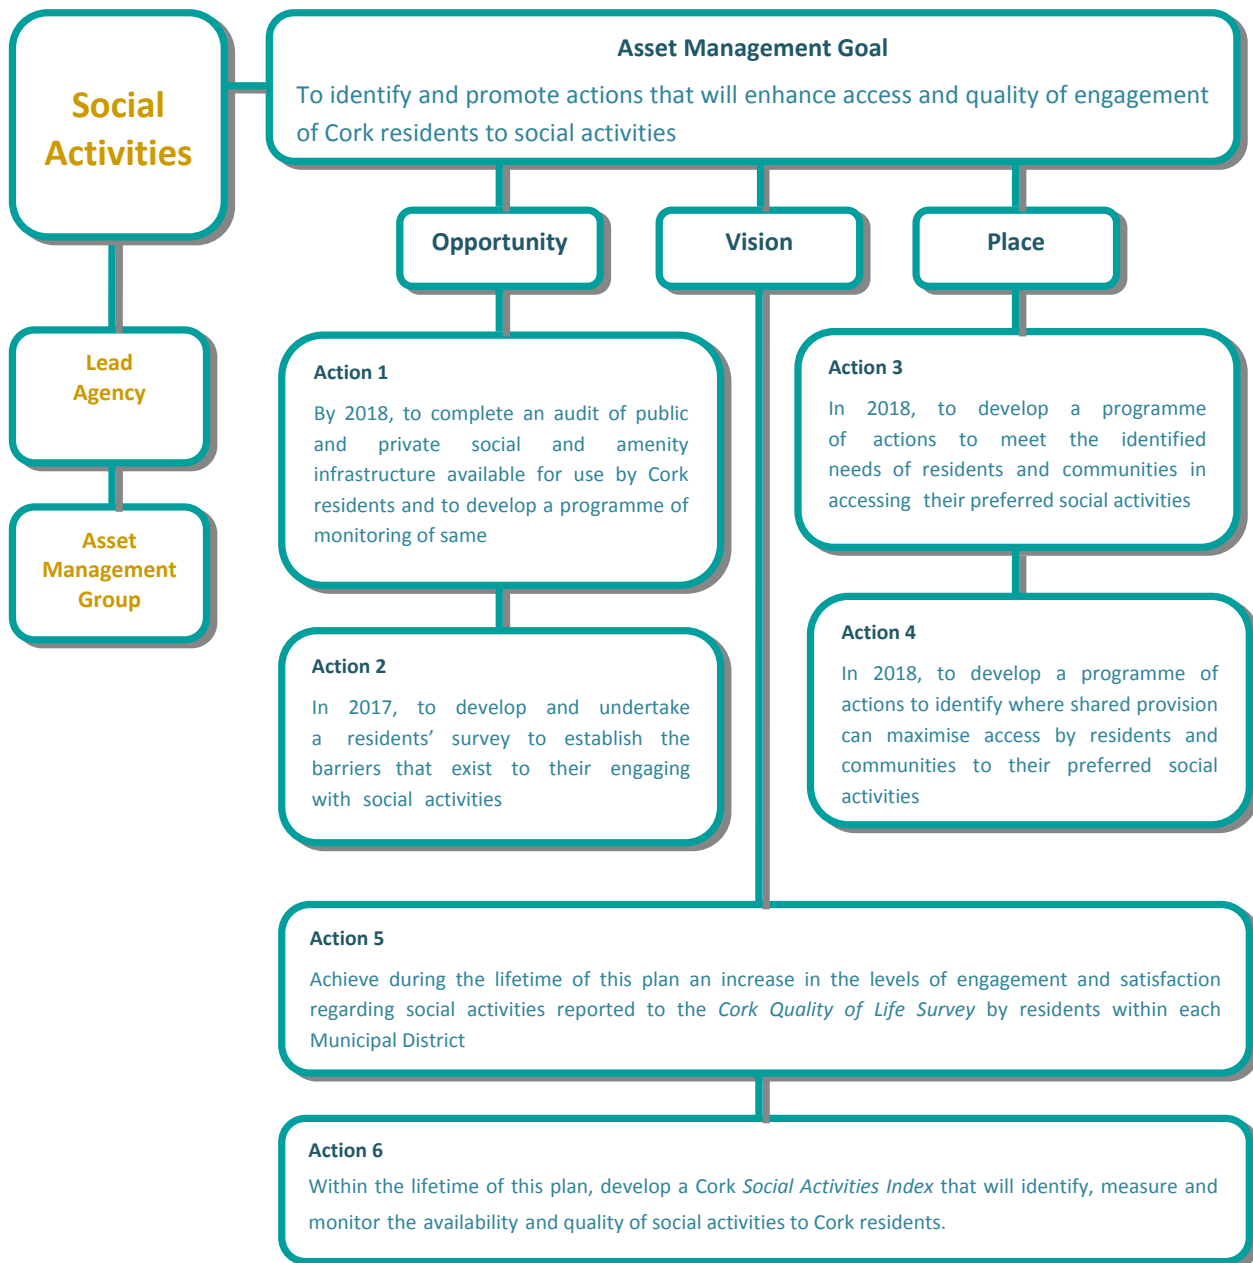 Social
Activities
Asset Management Goal
To identify and promote actions that will enhance access and quality of engagement
of Cork residents to social activities
Opportunity
Vision
Place
Lead
Agency
Asset
Management
Group
Action 1
By 2018, to complete an audit of public
and private social and amenity
infrastructure available for use by Cork
residents and to develop a programme of
monitoring of same
Action 2
In 2017, to develop and undertake
a residents’ survey to establish the
barriers that exist to their engaging
with social activities
Action 3
In 2018, to develop a programme
of actions to meet the identified
needs of residents and communities in
accessing their preferred social activities
Action 4
In 2018, to develop a programme of
actions to identify where shared provision
can maximise access by residents and
communities to their preferred social
activities
Action 5
Achieve during the lifetime of this plan an increase in the levels of engagement and satisfaction
regarding social activities reported to the Cork Quality of Life Survey by residents within each
Municipal District
Action 6
Within the lifetime of this plan, develop a Cork Social Activities Index that will identify, measure and
monitor the availability and quality of social activities to Cork residents.